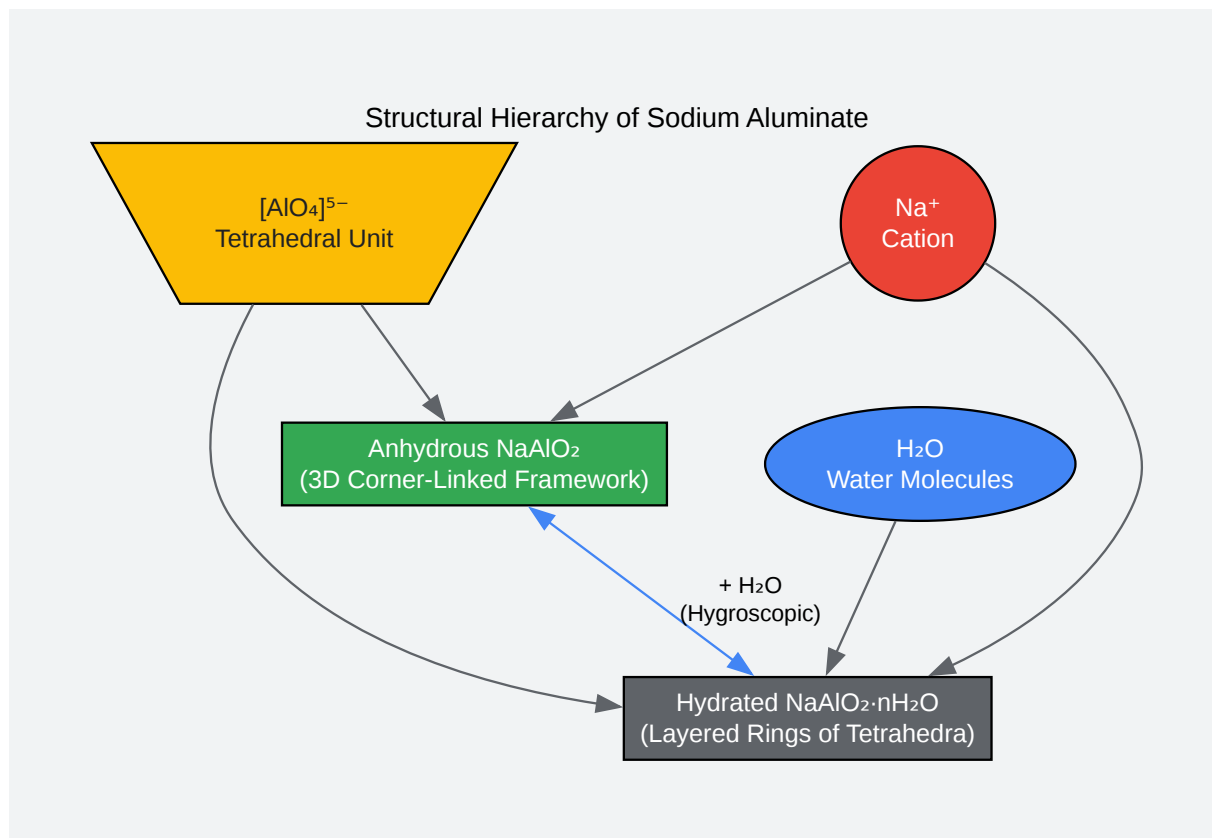 Structural Hierarchy of Sodium Aluminate
[AlO₄]⁵⁻
Tetrahedral Unit
Na⁺
Cation
Anhydrous NaAlO₂
(3D Corner-Linked Framework)
H₂O
Water Molecules
+ H₂O
(Hygroscopic)
Hydrated NaAlO₂·nH₂O
(Layered Rings of Tetrahedra)